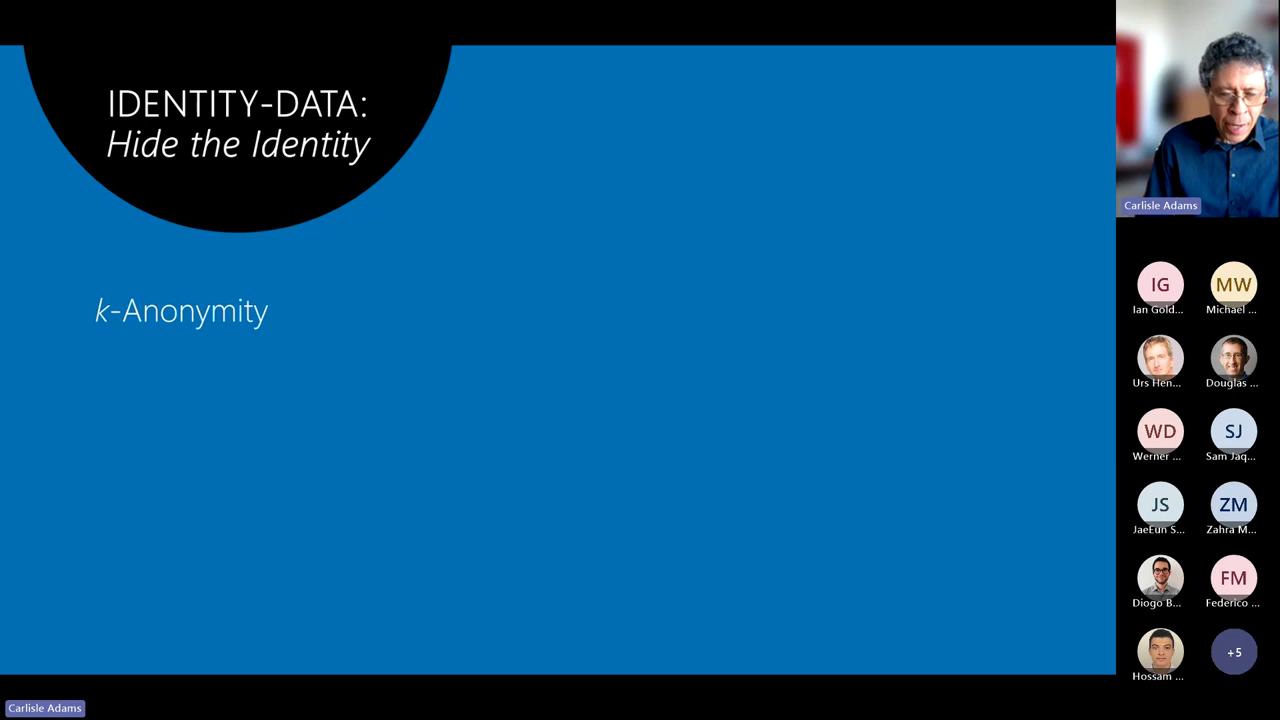 IDENTITY-DATA:
Hide the Identity
k-Anonymity
Carlisle Adams
IG
MW
Ian Gold...
Michael ...
Urs Hen...
Douglas ...
WD
SJ
Werner ...
Sam Jaq...
JS
ZM
JaeEun S...
Zahra M...
FM
Diogo B...
Federico ...
+5
Hossam ...
Carlisle Adams